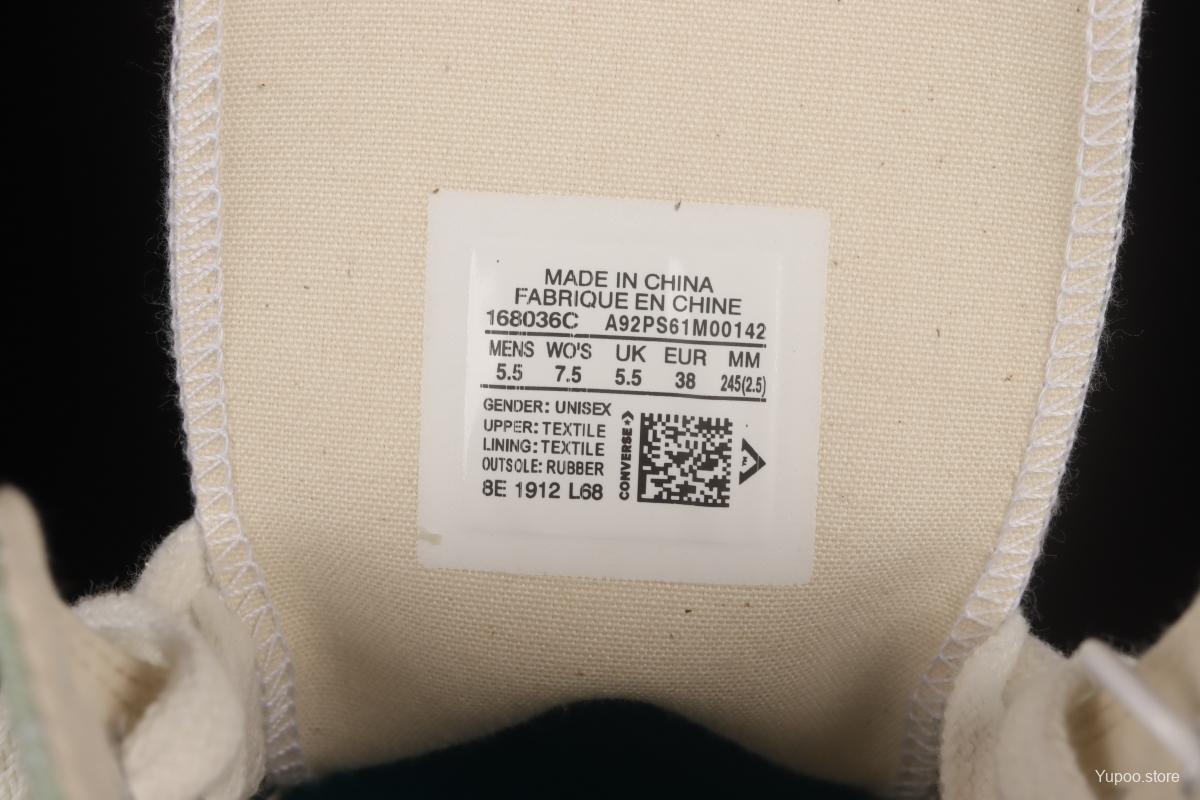 MADE IN CHINA
FABRIQUE EN CHINE
168036C A92PS61M00142
MENS WO'S UK EUR MM
5.5 7.5 5.5 38 245(2.5)
GENDER: UNISEX
UPPER: TEXTILE
LINING: TEXTILE
OUTSOLE: RUBBER
8E 1912 L68
CONVERSE
Yupoo.store